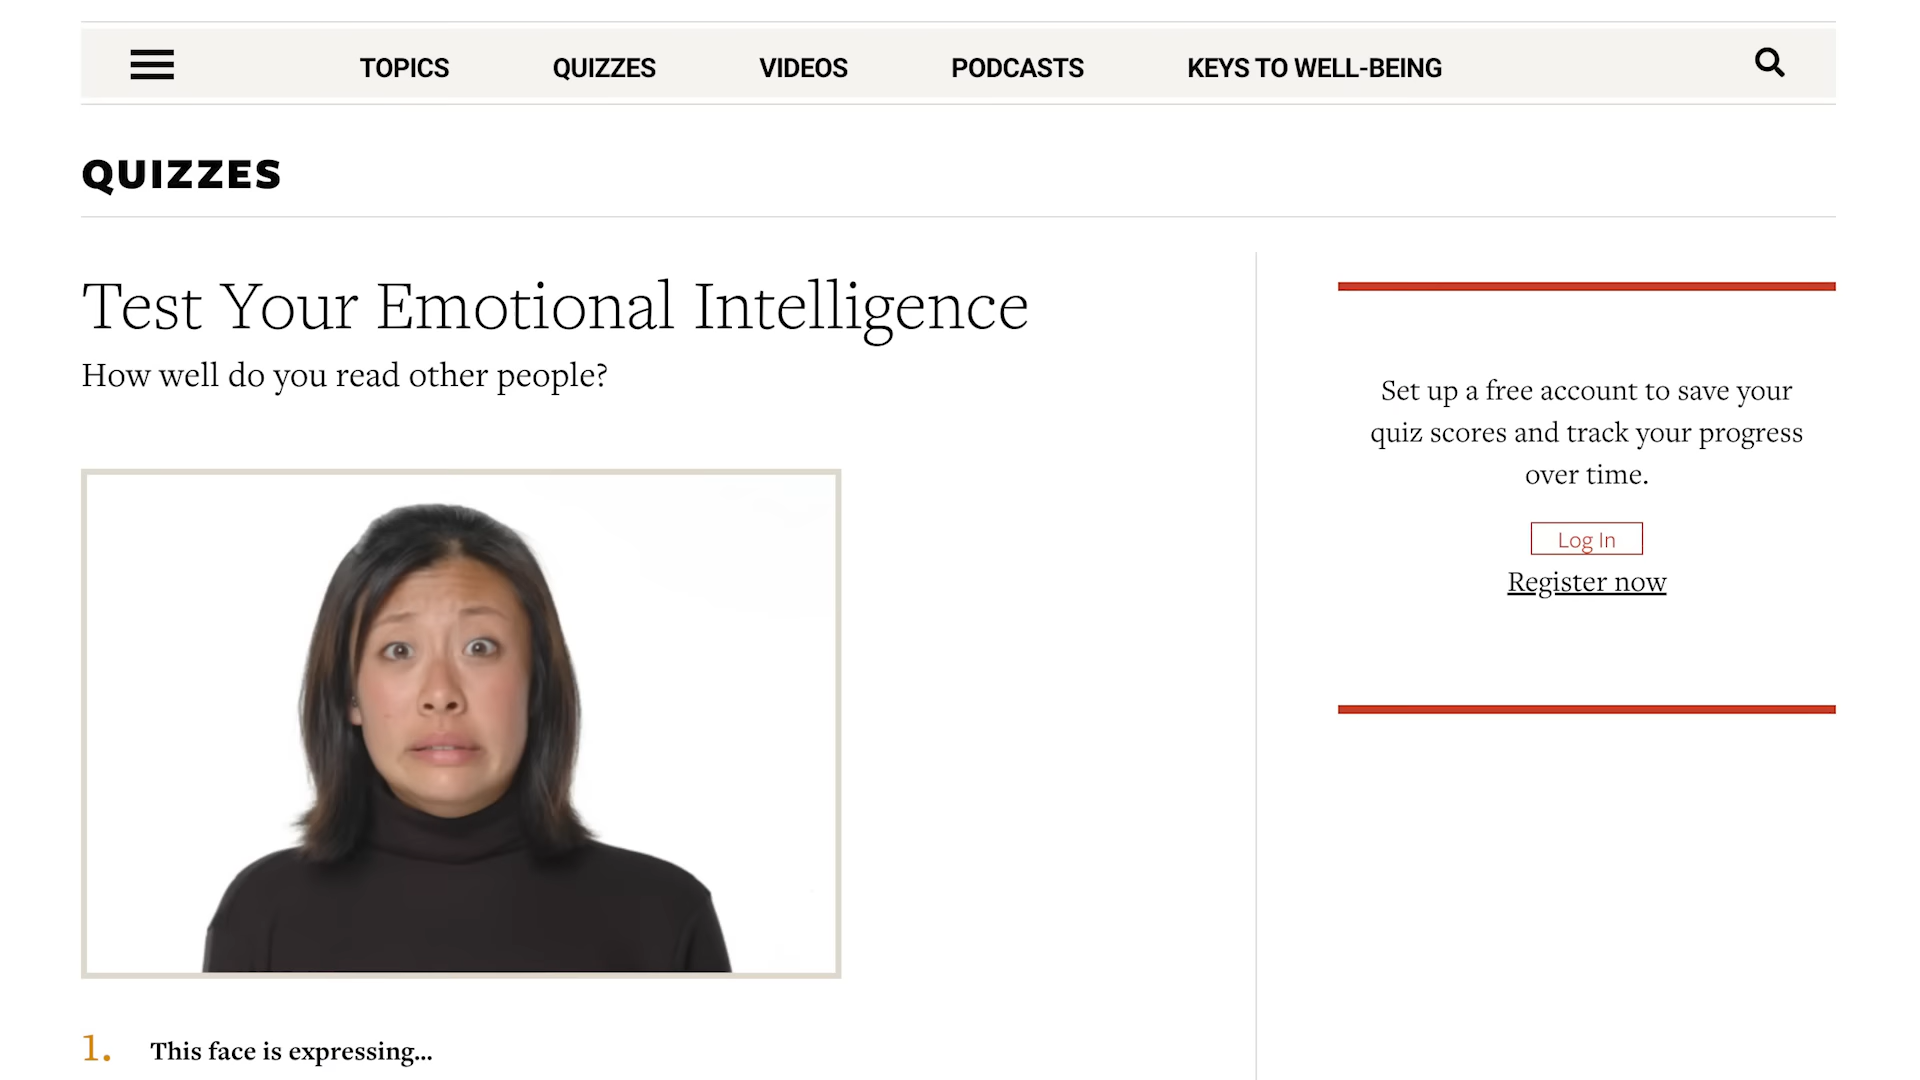 TOPICS QUIZZES VIDEOS PODCASTS KEYS TO WELL-BEING
QUIZZES
Test Your Emotional Intelligence
How well do you read other people?
1. This face is expressing...
Set up a free account to save your
quiz scores and track your progress
over time.
Log In
Register now